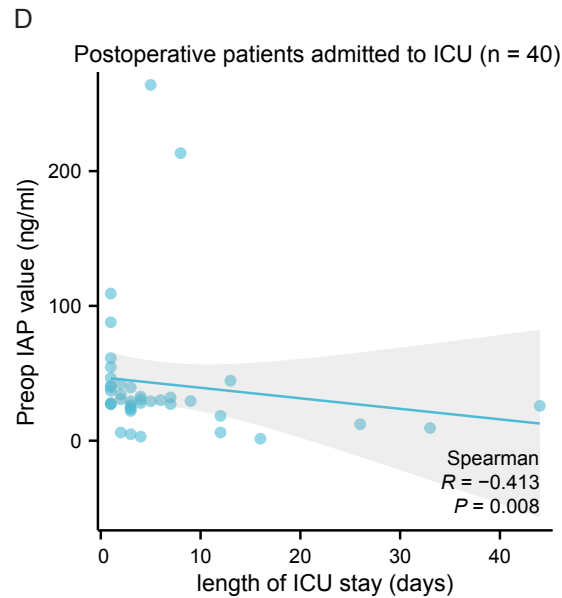 D
Postoperative patients admitted to ICU (n = 40)
Preop IAP value (ng/ml)
200
100
0
Spearman
R = −0.413
P = 0.008
0 10 20 30 40
length of ICU stay (days)